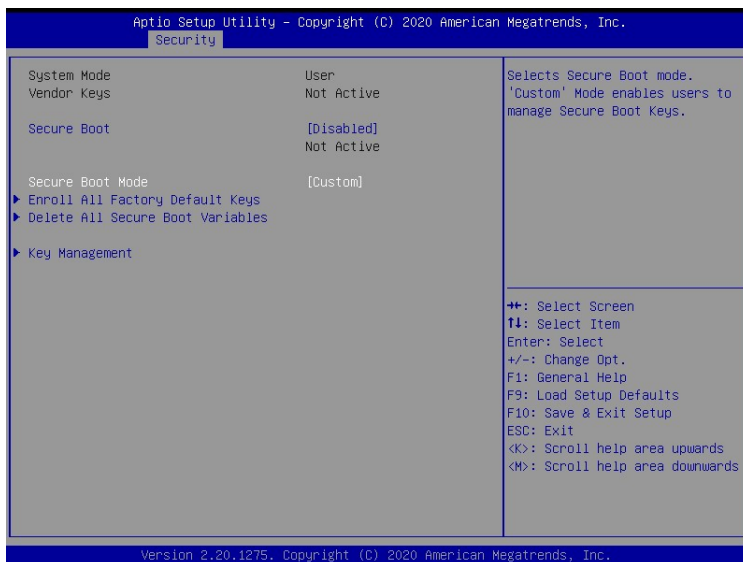 Aptio Setup Utility – Copyright (C) 2020 American Megatrends, Inc.
Security
System Mode User
Vendor Keys Not Active
Secure Boot [Disabled]
Not Active
Secure Boot Mode [Custom]
Enroll All Factory Default Keys
Delete All Secure Boot Variables
Key Management
Selects Secure Boot mode.
'Custom' Mode enables users to
manage Secure Boot Keys.
→←: Select Screen
↑↓: Select Item
Enter: Select
+/-: Change Opt.
F1: General Help
F9: Load Setup Defaults
F10: Save & Exit Setup
ESC: Exit
<K>: Scroll help area upwards
<M>: Scroll help area downwards
Version 2.20.1275. Copyright (C) 2020 American Megatrends, Inc.